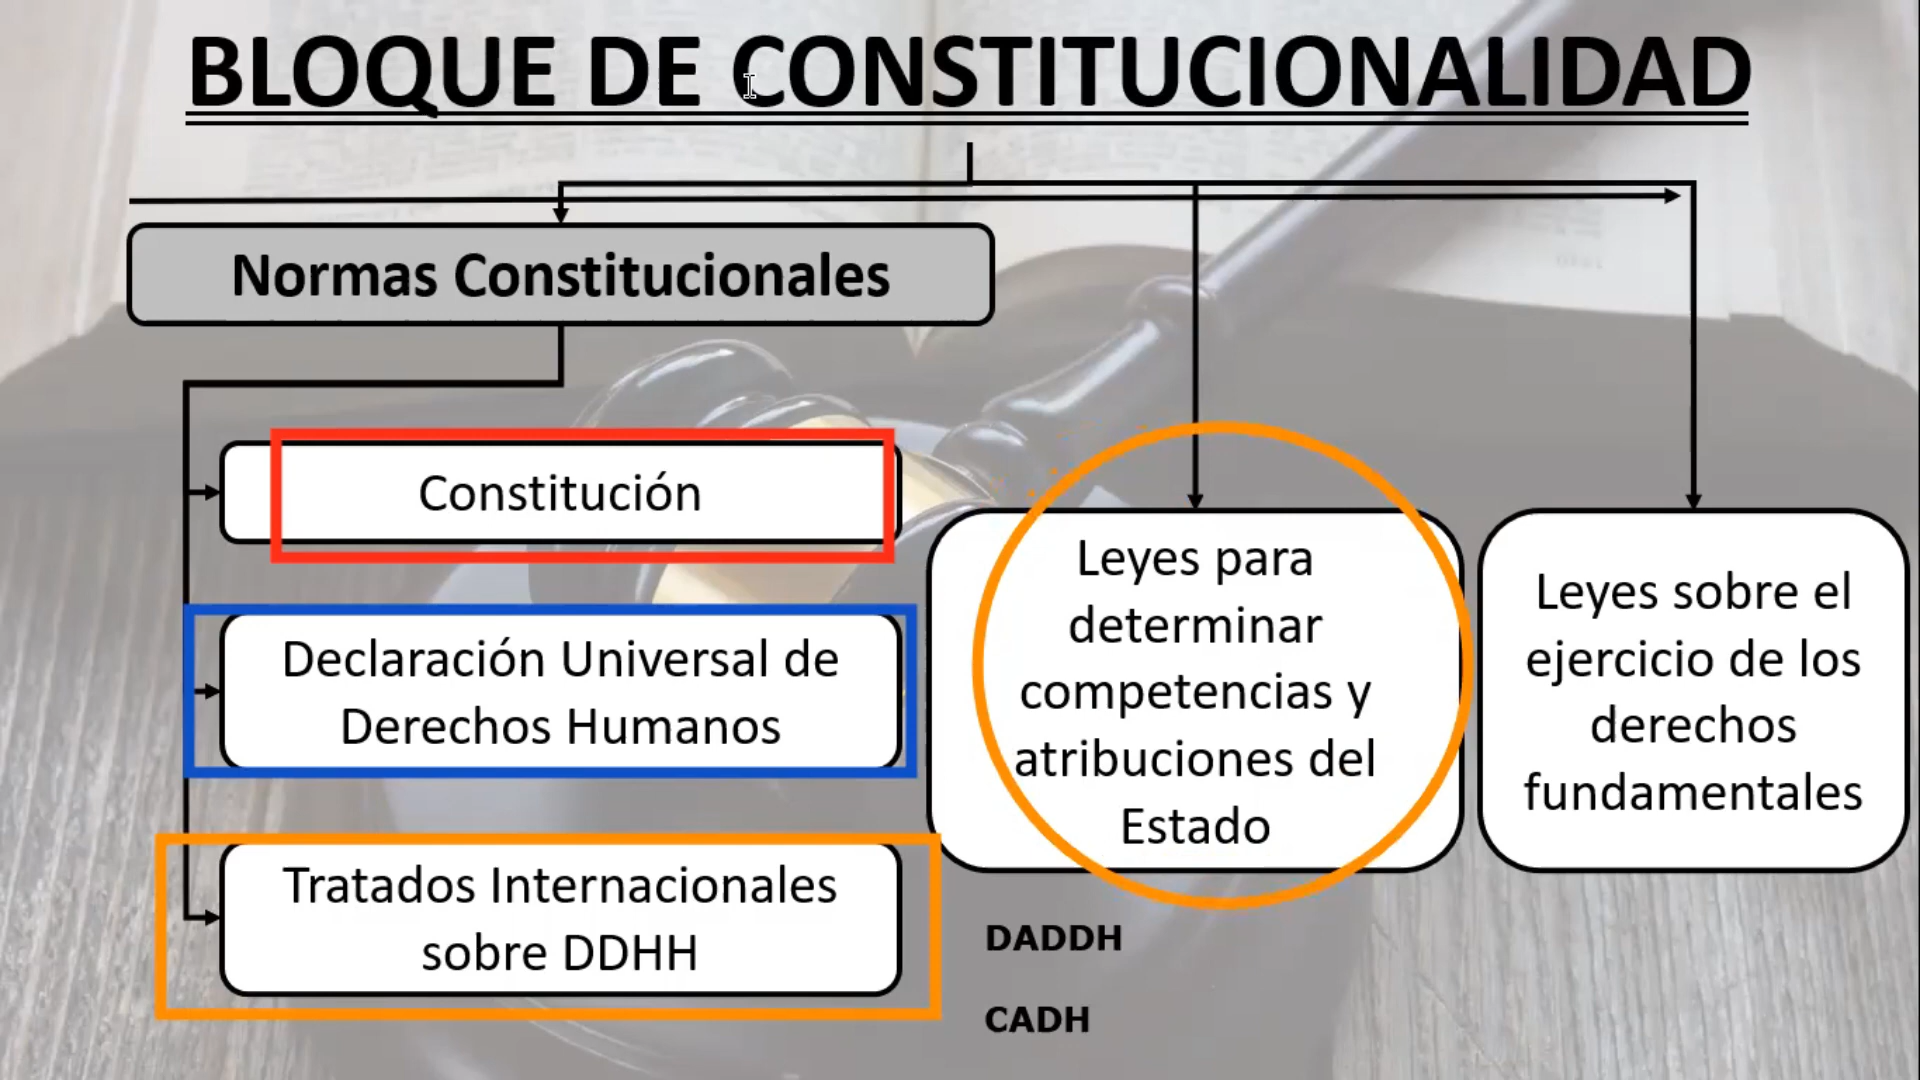 BLOQUE DE CONSTITUCIONALIDAD
Normas Constitucionales
Constitución
Declaración Universal de
Derechos Humanos
Tratados Internacionales
sobre DDHH
Leyes para
determinar
competencias y
atribuciones del
Estado
Leyes sobre el
ejercicio de los
derechos
fundamentales
DADDH
CADH